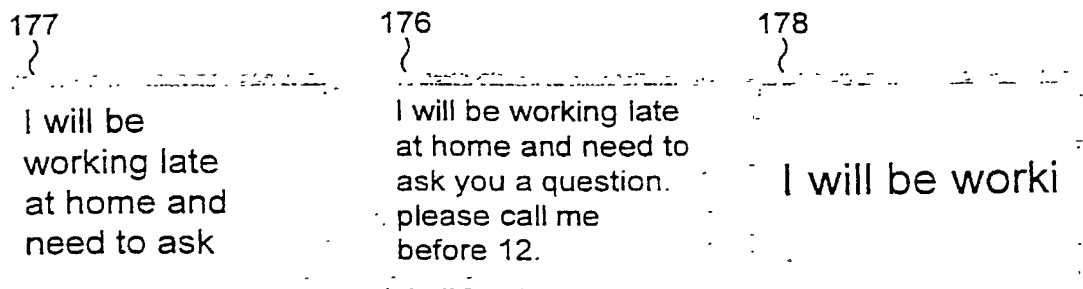 177
176
178
I will be
working late
at home and
need to ask
I will be working late
at home and need to
ask you a question.
please call me
before 12.
I will be worki